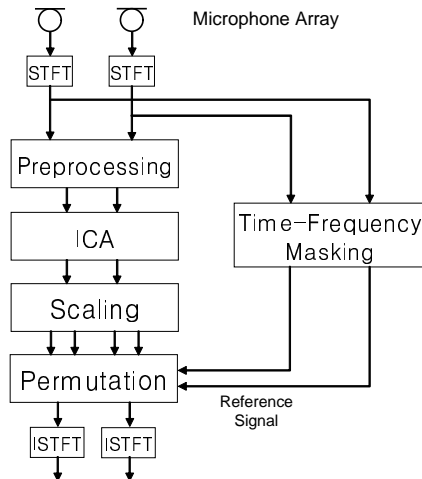 Microphone Array
STFT STFT
Preprocessing
ICA
Time-Frequency
Masking
Scaling
Permutation
Reference
Signal
ISTFT ISTFT